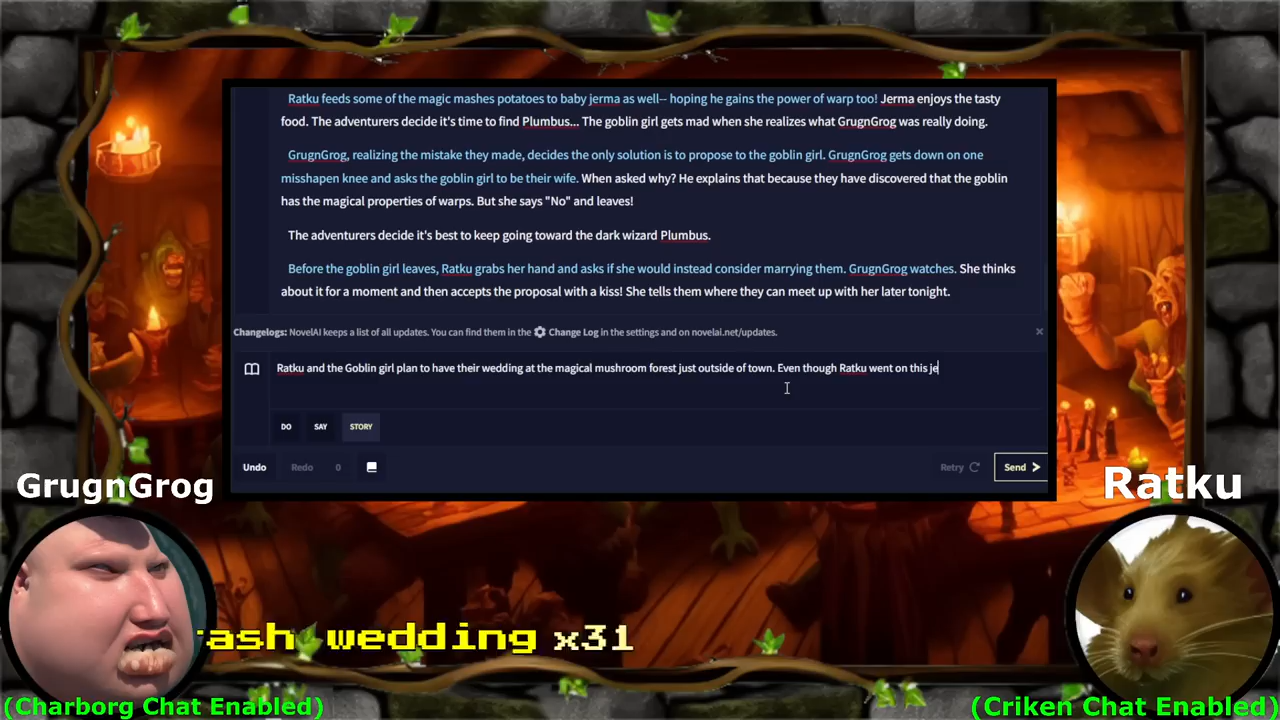 Ratku feeds some of the magic mashes potatoes to baby jerma as well-- hoping he gains the power of warp too! Jerma enjoys the tasty
food. The adventurers decide it's time to find Plumbus... The goblin girl gets mad when she realizes what GrugnGrog was really doing.
GrugnGrog, realizing the mistake they made, decides the only solution is to propose to the goblin girl. GrugnGrog gets down on one
misshapen knee and asks the goblin girl to be their wife. When asked why? He explains that because they have discovered that the goblin
has the magical properties of warps. But she says "No" and leaves!
The adventurers decide it's best to keep going toward the dark wizard Plumbus.
Before the goblin girl leaves, Ratku grabs her hand and asks if she would instead consider marrying them. GrugnGrog watches. She thinks
about it for a moment and then accepts the proposal with a kiss! She tells them where they can meet up with her later tonight.
Changelogs: NovelAI keeps a list of all updates. You can find them in the Change Log in the settings and on novelai.net/updates.
Ratku and the Goblin girl plan to have their wedding at the magical mushroom forest just outside of town. Even though Ratku went on this je
DO SAY STORY
Undo Redo 0 Retry Send
GrugnGrog
Ratku
ash wedding x31
(Charborg Chat Enabled)
(Criken Chat Enabled)